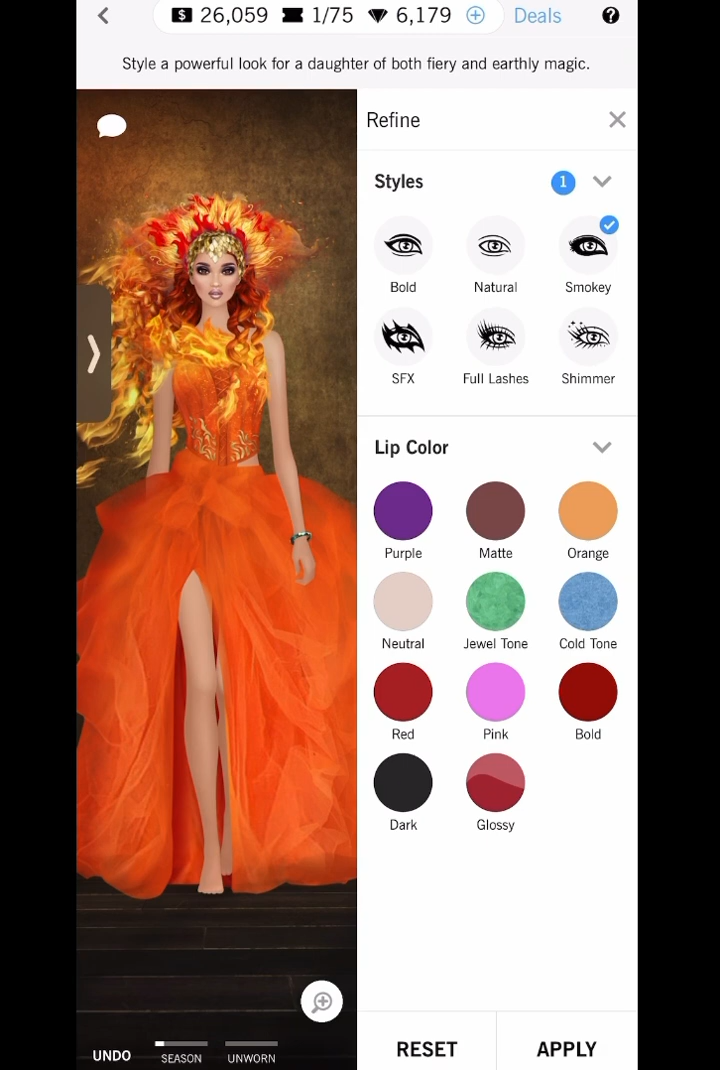 $ 26,059 1/75 6,179 + Deals ?
Style a powerful look for a daughter of both fiery and earthly magic.
Refine
Styles 1
Bold Natural Smokey
SFX Full Lashes Shimmer
Lip Color
Purple Matte Orange
Neutral Jewel Tone Cold Tone
Red Pink Bold
Dark Glossy
UNDO SEASON UNWORN RESET APPLY